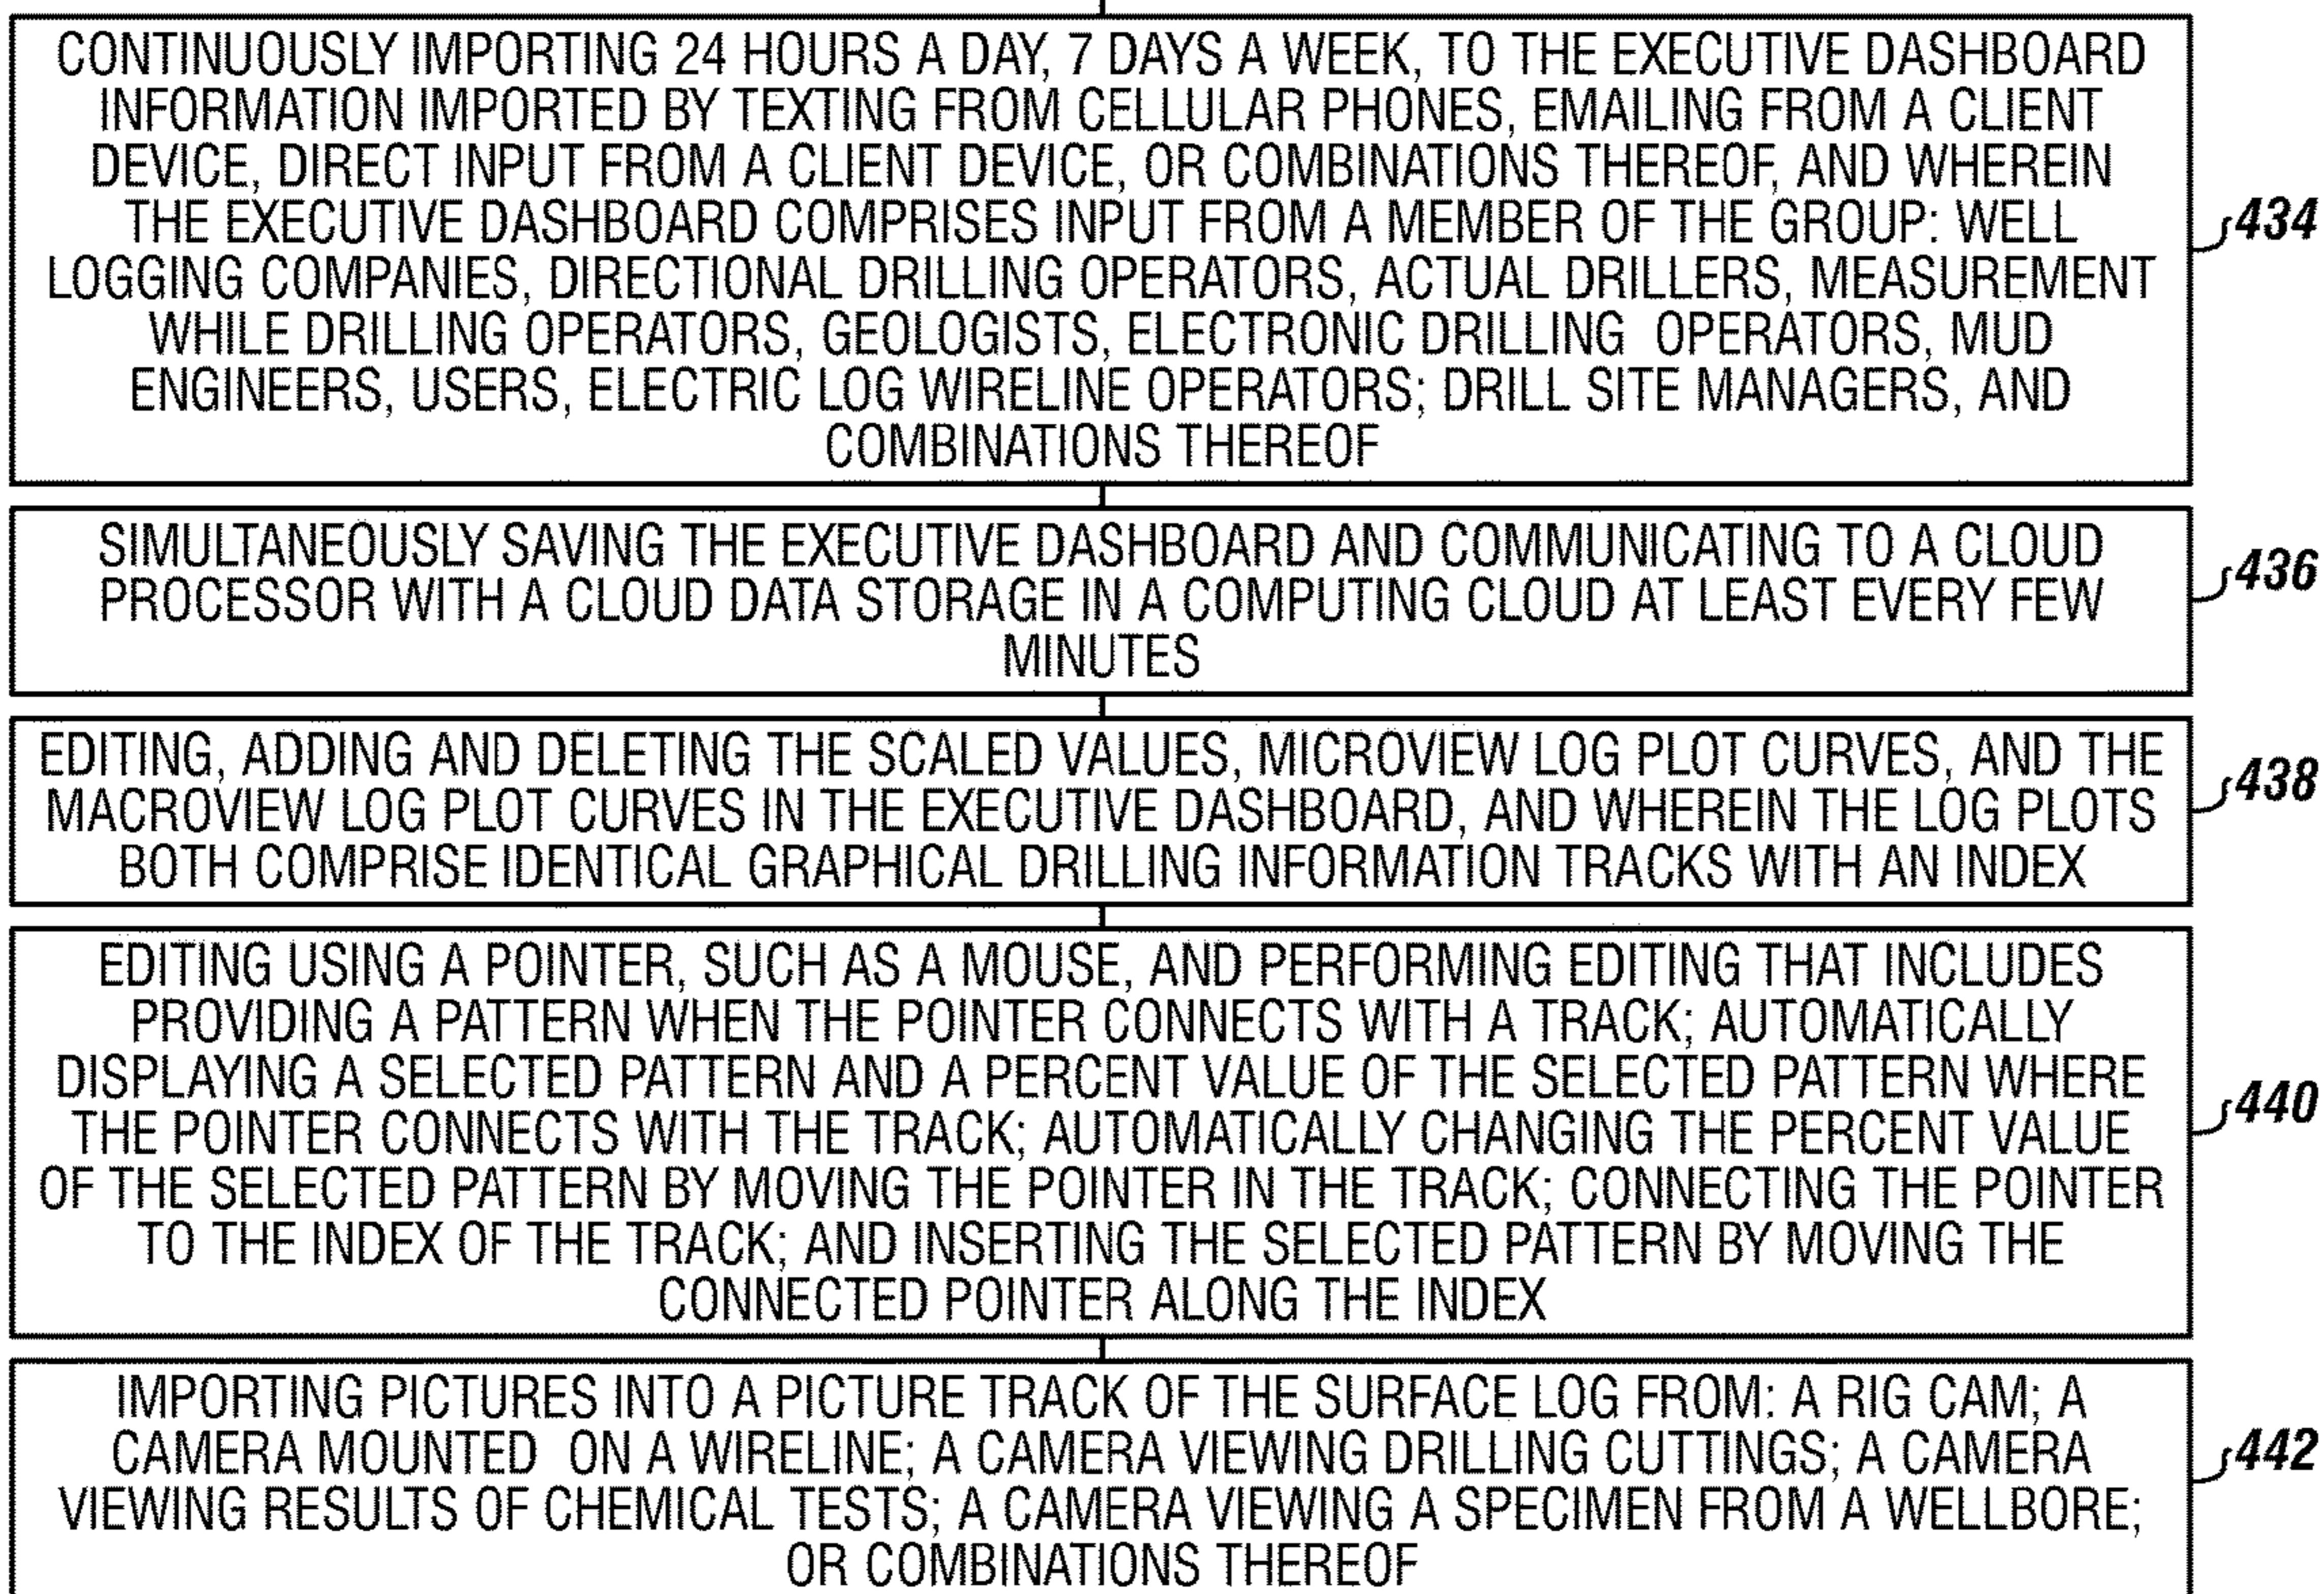 CONTINUOUSLY IMPORTING 24 HOURS A DAY, 7 DAYS A WEEK, TO THE EXECUTIVE DASHBOARD
INFORMATION IMPORTED BY TEXTING FROM CELLULAR PHONES, EMAILING FROM A CLIENT
DEVICE, DIRECT INPUT FROM A CLIENT DEVICE, OR COMBINATIONS THEREOF, AND WHEREIN
THE EXECUTIVE DASHBOARD COMPRISES INPUT FROM A MEMBER OF THE GROUP: WELL
LOGGING COMPANIES, DIRECTIONAL DRILLING OPERATORS, ACTUAL DRILLERS, MEASUREMENT
WHILE DRILLING OPERATORS, GEOLOGISTS, ELECTRONIC DRILLING OPERATORS, MUD
ENGINEERS, USERS, ELECTRIC LOG WIRELINE OPERATORS; DRILL SITE MANAGERS, AND
COMBINATIONS THEREOF
434
SIMULTANEOUSLY SAVING THE EXECUTIVE DASHBOARD AND COMMUNICATING TO A CLOUD
PROCESSOR WITH A CLOUD DATA STORAGE IN A COMPUTING CLOUD AT LEAST EVERY FEW
MINUTES
436
EDITING, ADDING AND DELETING THE SCALED VALUES, MICROVIEW LOG PLOT CURVES, AND THE
MACROVIEW LOG PLOT CURVES IN THE EXECUTIVE DASHBOARD, AND WHEREIN THE LOG PLOTS
BOTH COMPRISE IDENTICAL GRAPHICAL DRILLING INFORMATION TRACKS WITH AN INDEX
438
EDITING USING A POINTER, SUCH AS A MOUSE, AND PERFORMING EDITING THAT INCLUDES
PROVIDING A PATTERN WHEN THE POINTER CONNECTS WITH A TRACK; AUTOMATICALLY
DISPLAYING A SELECTED PATTERN AND A PERCENT VALUE OF THE SELECTED PATTERN WHERE
THE POINTER CONNECTS WITH THE TRACK; AUTOMATICALLY CHANGING THE PERCENT VALUE
OF THE SELECTED PATTERN BY MOVING THE POINTER IN THE TRACK; CONNECTING THE POINTER
TO THE INDEX OF THE TRACK; AND INSERTING THE SELECTED PATTERN BY MOVING THE
CONNECTED POINTER ALONG THE INDEX
440
IMPORTING PICTURES INTO A PICTURE TRACK OF THE SURFACE LOG FROM: A RIG CAM; A
CAMERA MOUNTED ON A WIRELINE; A CAMERA VIEWING DRILLING CUTTINGS; A CAMERA
VIEWING RESULTS OF CHEMICAL TESTS; A CAMERA VIEWING A SPECIMEN FROM A WELLBORE;
OR COMBINATIONS THEREOF
442